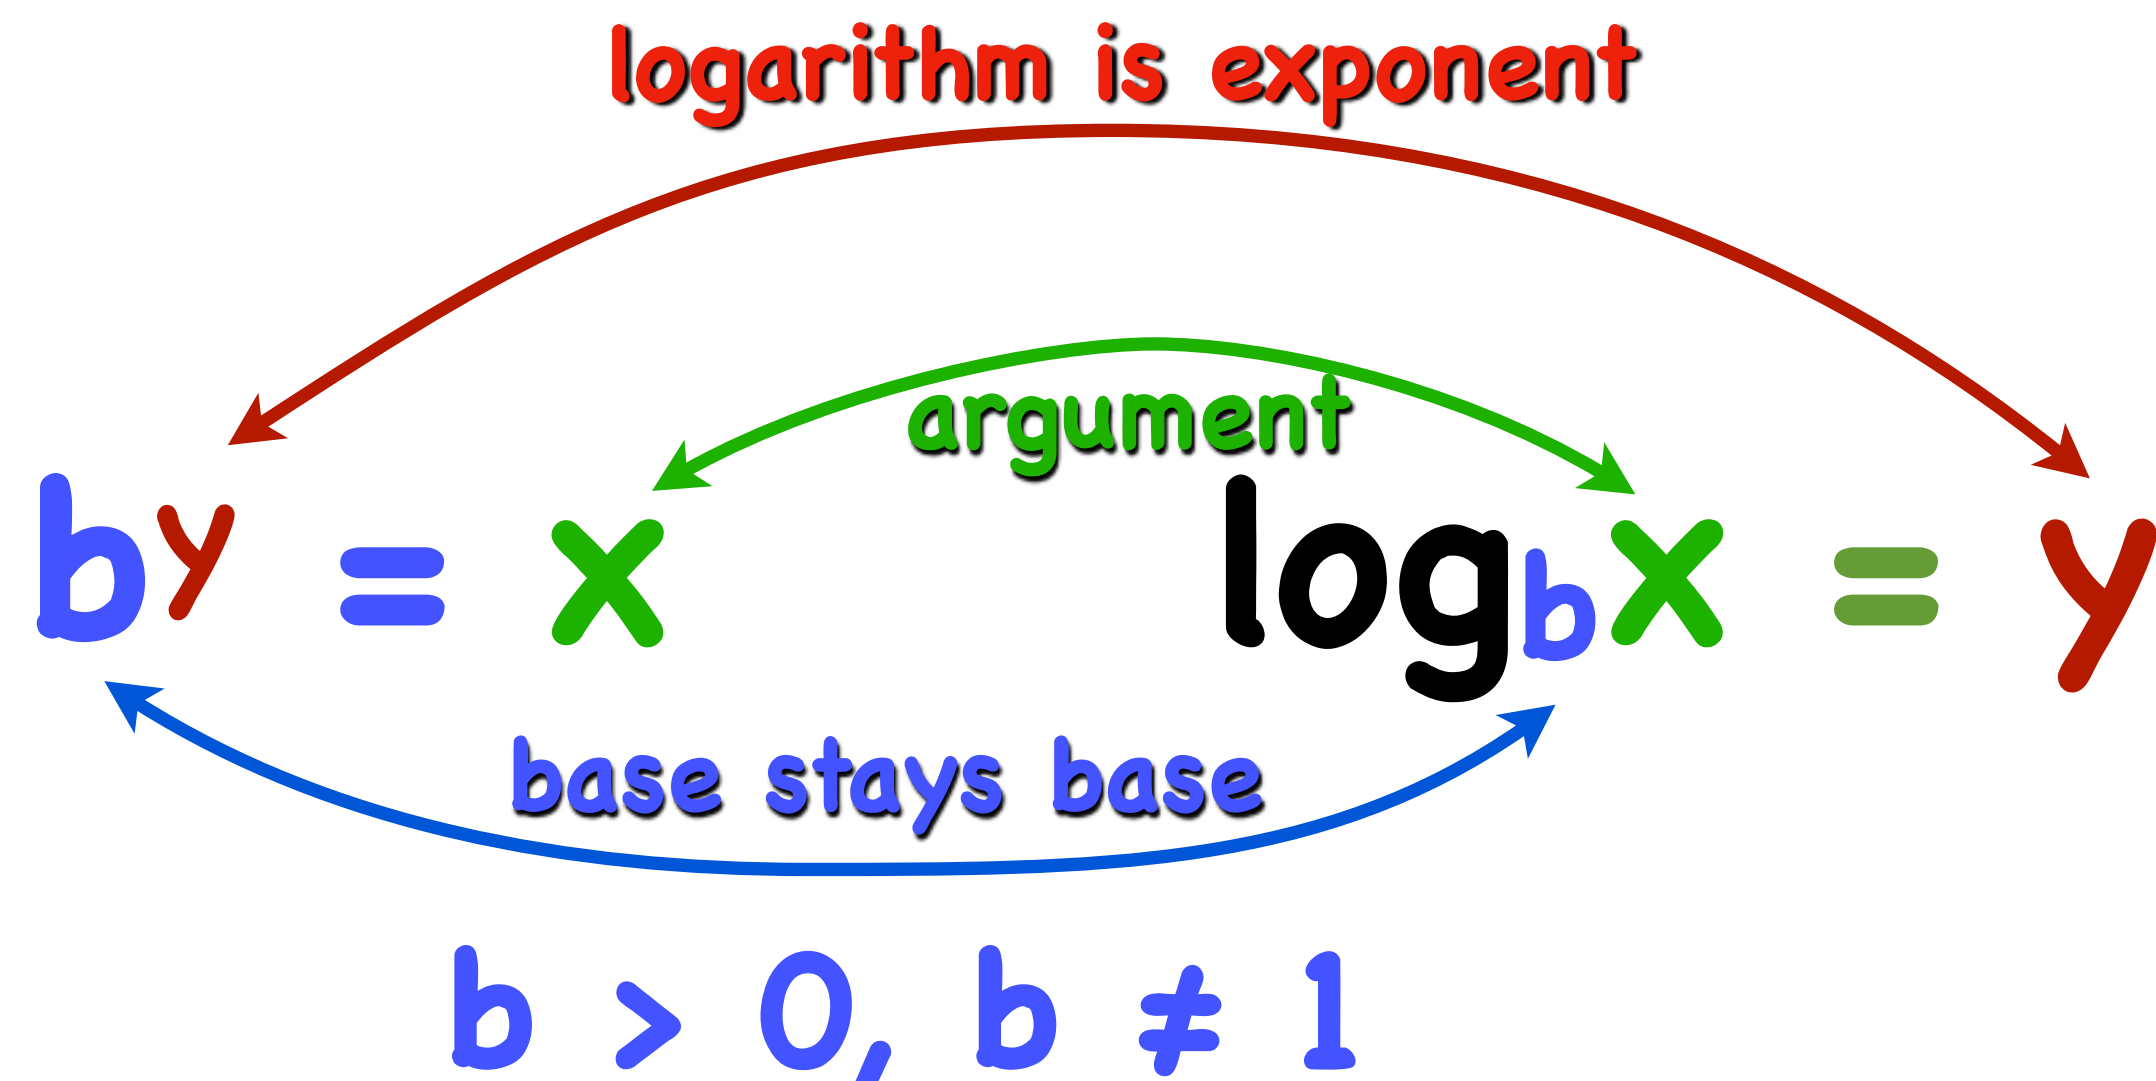 logarithm is exponent
argument
b^y = x log_b x = y
base stays base
b > 0, b ≠ 1